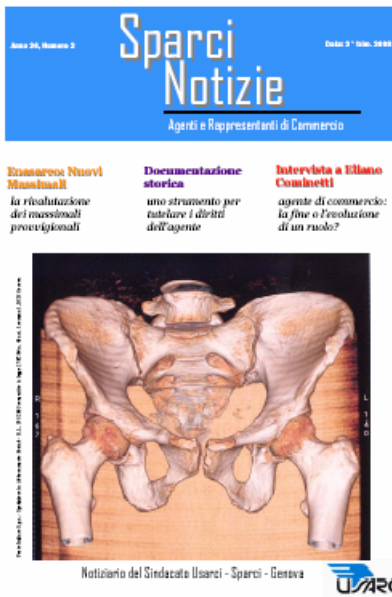 Anno 24, Numero 2
Sparci
Notizie
Agenti e Rappresentanti di Commercio
Enasarco: Nuovi
Massimali
la rivalutazione
dei massimali
provvigionali
Documentazione
storica
uno strumento per
tutelare i diritti
dell'agente
Intervista a Eliano
Cominetti
agente di commercio:
la fine o l'evoluzione
di un ruolo?
R
L
Notiziario del Sindacato Usarci - Sparci - Genova
USARCI